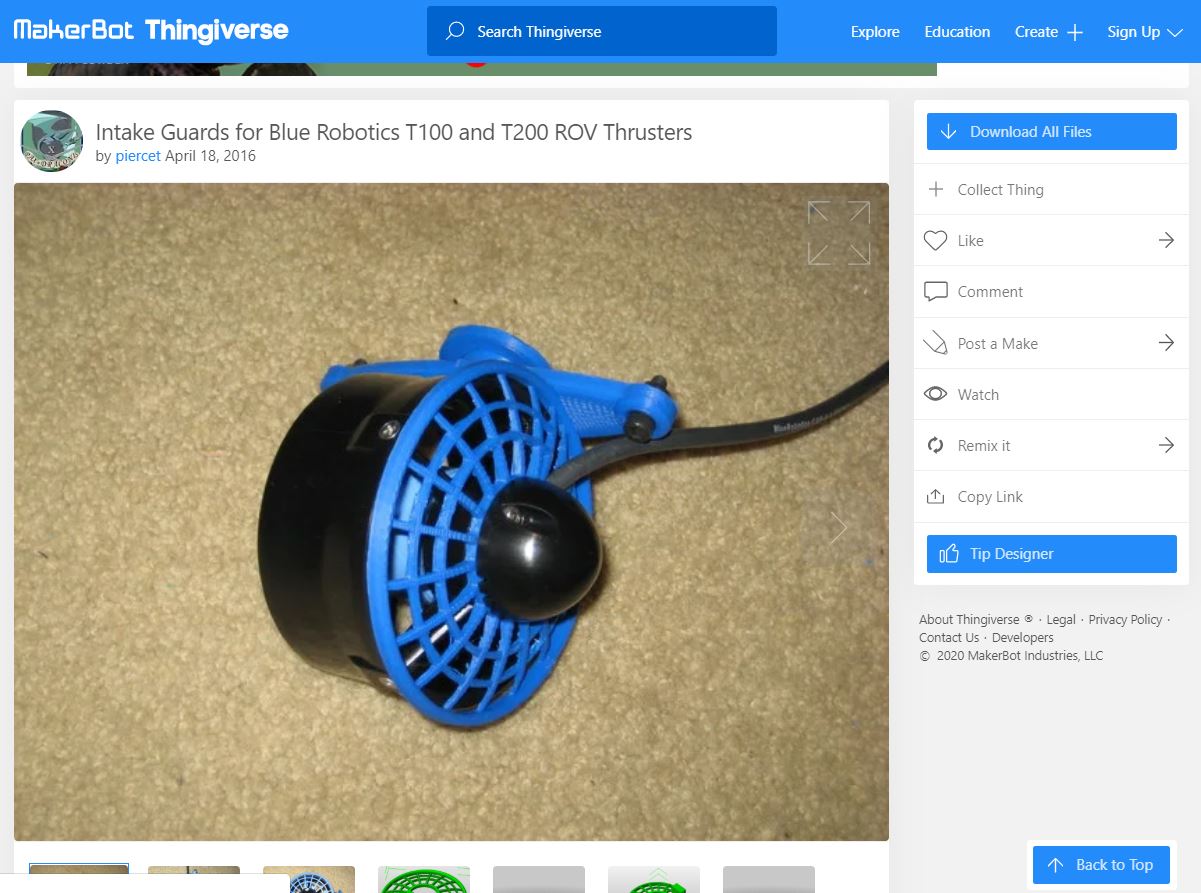 MakerBot Thingiverse
Search Thingiverse
Explore
Education
Create
Sign Up
Intake Guards for Blue Robotics T100 and T200 ROV Thrusters
by piercet April 18, 2016
Download All Files
Collect Thing
Like
Comment
Post a Make
Watch
Remix it
Copy Link
Tip Designer
About Thingiverse ® · Legal · Privacy Policy ·
Contact Us · Developers
© 2020 MakerBot Industries, LLC
Back to Top